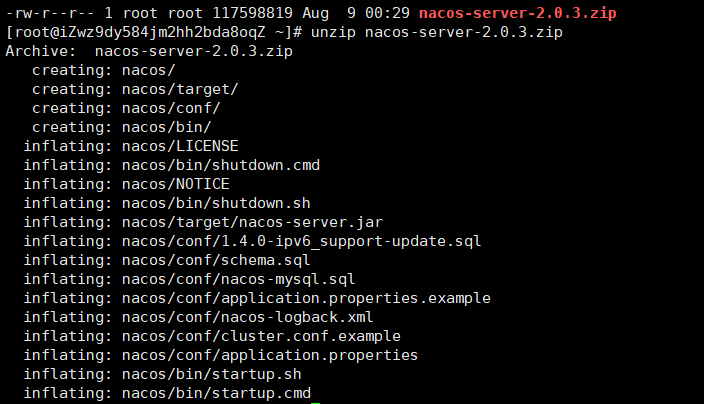 -rw-r--r-- 1 root root 117598819 Aug  9 00:29 nacos-server-2.0.3.zip
[root@iZwz9dy584jm2hh2bda8oqZ ~]# unzip nacos-server-2.0.3.zip
Archive:  nacos-server-2.0.3.zip
   creating: nacos/
   creating: nacos/target/
   creating: nacos/conf/
   creating: nacos/bin/
  inflating: nacos/LICENSE
  inflating: nacos/bin/shutdown.cmd
  inflating: nacos/NOTICE
  inflating: nacos/bin/shutdown.sh
  inflating: nacos/target/nacos-server.jar
  inflating: nacos/conf/1.4.0-ipv6_support-update.sql
  inflating: nacos/conf/schema.sql
  inflating: nacos/conf/nacos-mysql.sql
  inflating: nacos/conf/application.properties.example
  inflating: nacos/conf/nacos-logback.xml
  inflating: nacos/conf/cluster.conf.example
  inflating: nacos/conf/application.properties
  inflating: nacos/bin/startup.sh
  inflating: nacos/bin/startup.cmd